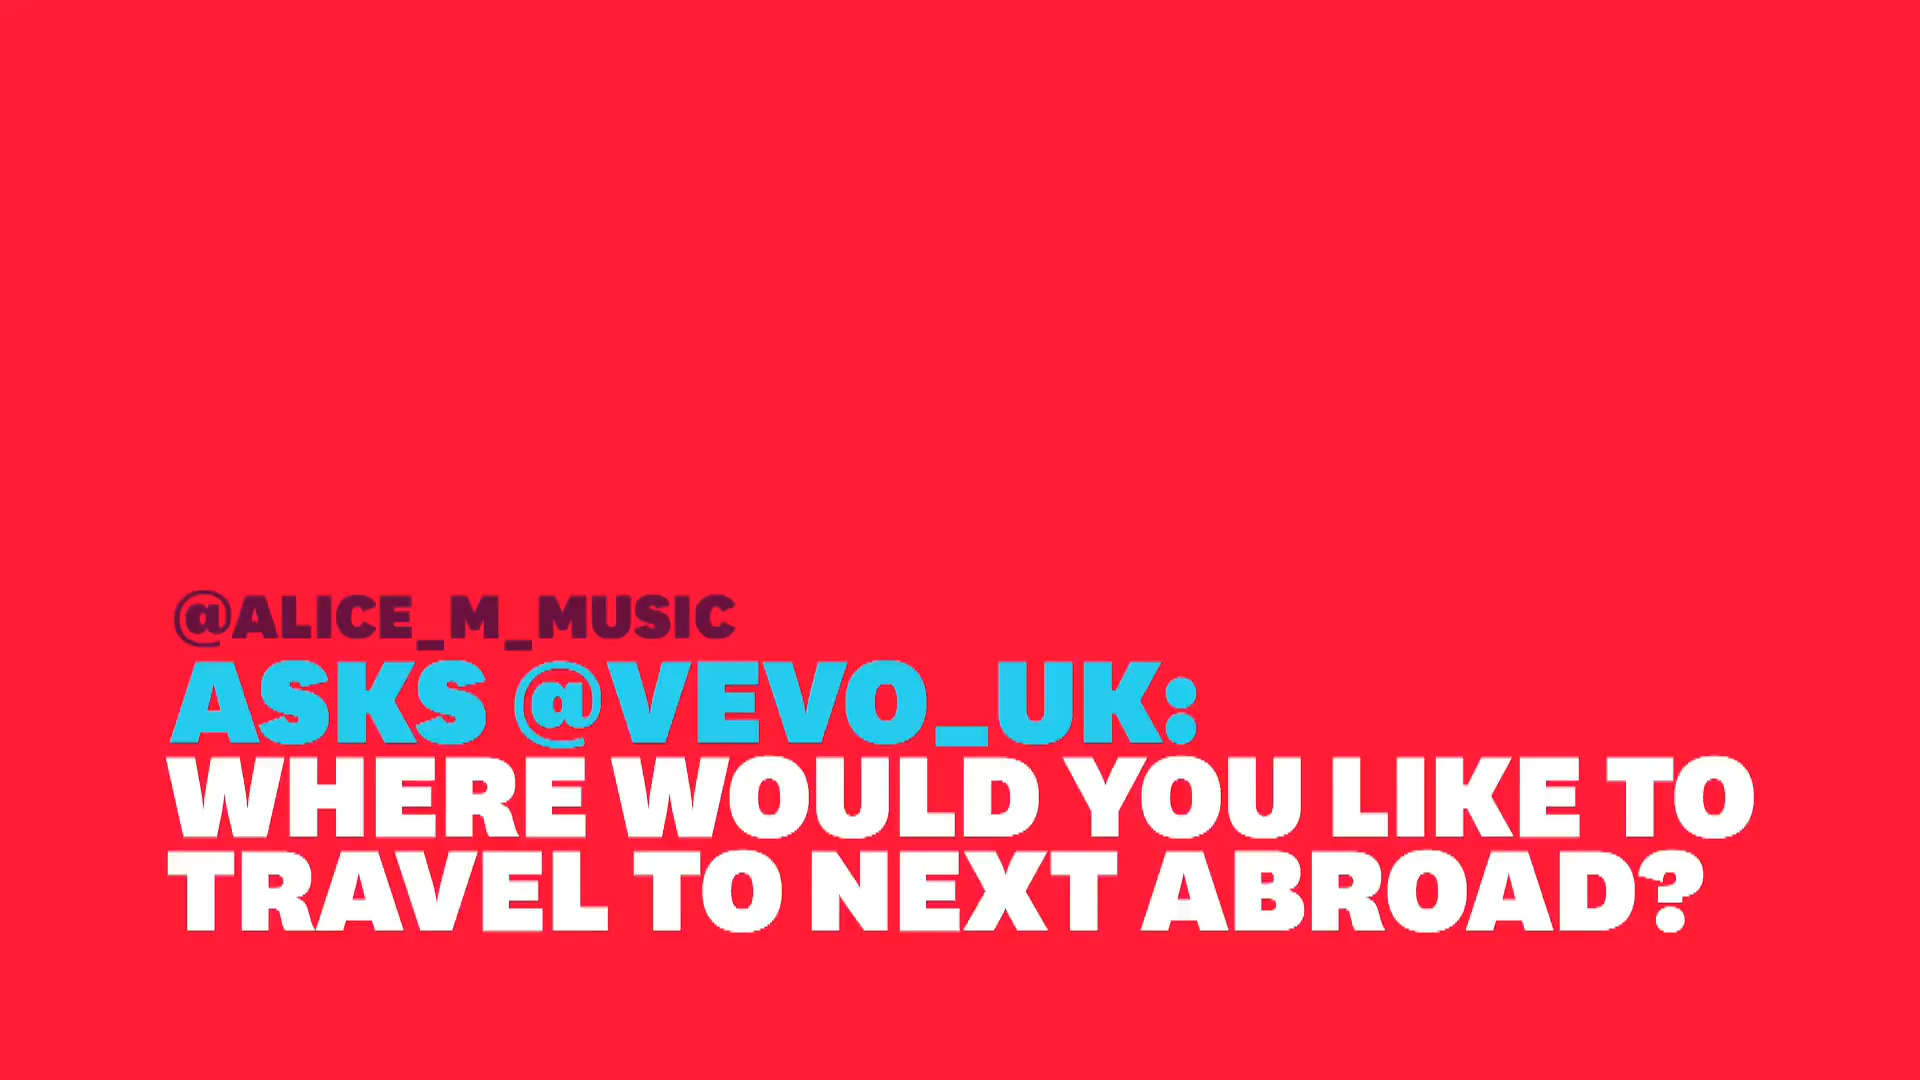 @ALICE_M_MUSIC
ASKS @VEVO_UK:
WHERE WOULD YOU LIKE TO
TRAVEL TO NEXT ABROAD?